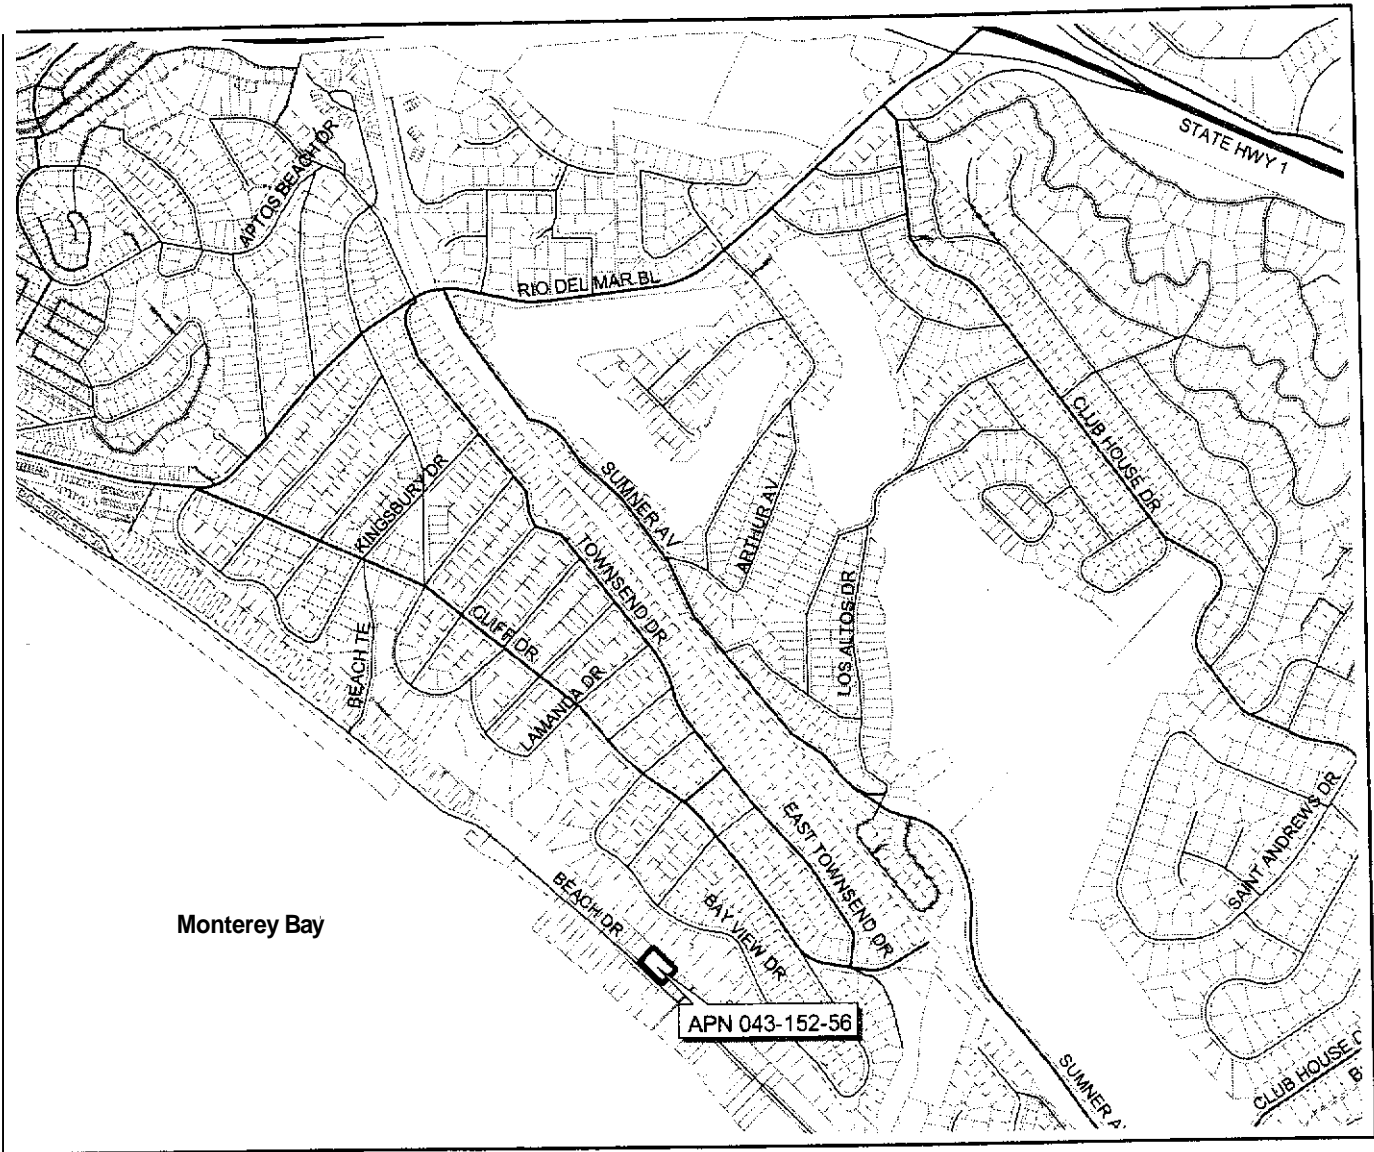 STATE HWY 1
APTOS BEACH DR
RIO DEL MAR BL
CLUB HOUSE DR
KINGSBURY DR
SUMNER AV
ARTHUR AV
TOWNSEND DR
LOS ALTOS DR
CLIFF DR
BEACH TE
LAMANDA DR
EAST TOWNSEND DR
SAINT ANDREWS DR
BEACH DR
BAY VIEW DR
Monterey Bay
APN 043-152-56
SUMNER A
CLUB HOUSE D
B